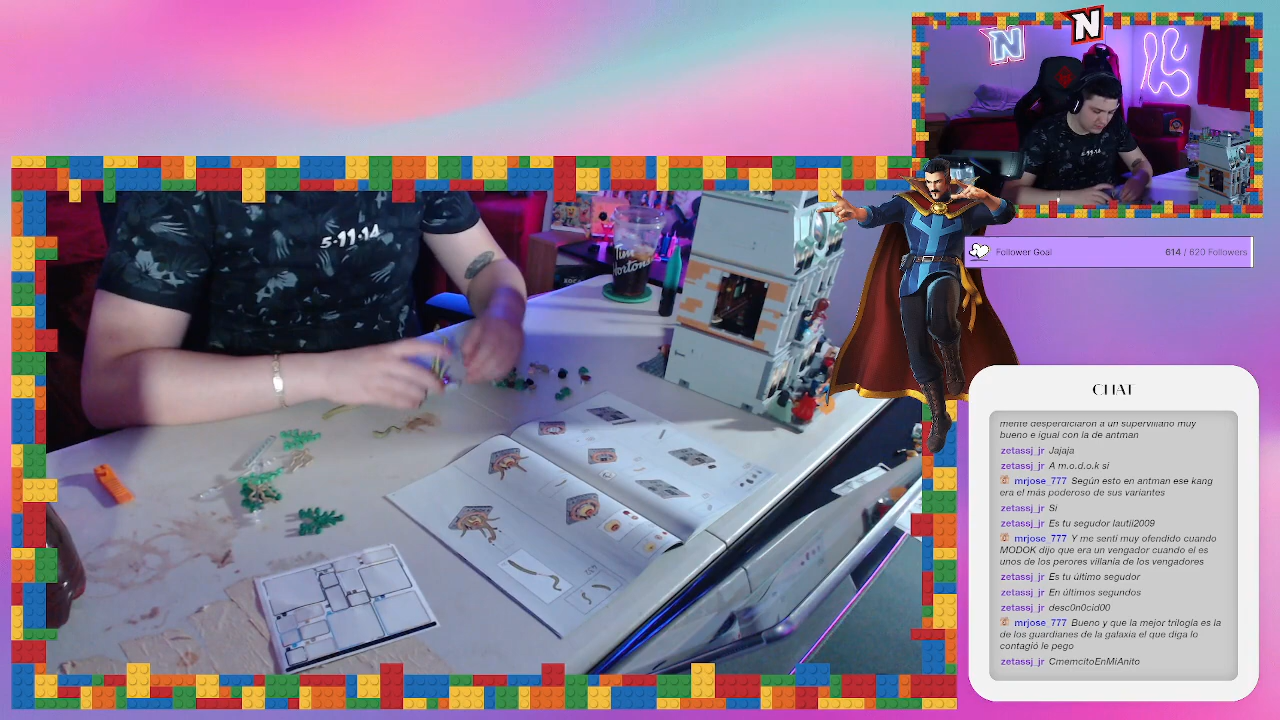 N
N
5·11·14
Tim
Hortons
Follower Goal
614 / 620 Followers
CHAT
mente desperdiciaron a un supervillano muy
bueno e igual con la de antman
zetassj_jr Jajaja
zetassj_jr A m.o.d.o.k si
mrjose_777 Según esto en antman ese kang
era el más poderoso de sus variantes
zetassj_jr Si
zetassj_jr Es tu segudor lautii2009
mrjose_777 Y me sentí muy ofendido cuando
MODOK dijo que era un vengador cuando el es
unos de los perores villania de los vengadores
zetassj_jr Es tu último segudor
zetassj_jr En últimos segundos
zetassj_jr desc0n0cid00
mrjose_777 Bueno y que la mejor trilogía es la
de los guardianes de la galaxia el que diga lo
contagió le pego
zetassj_jr CmemcitoEnMiAnito